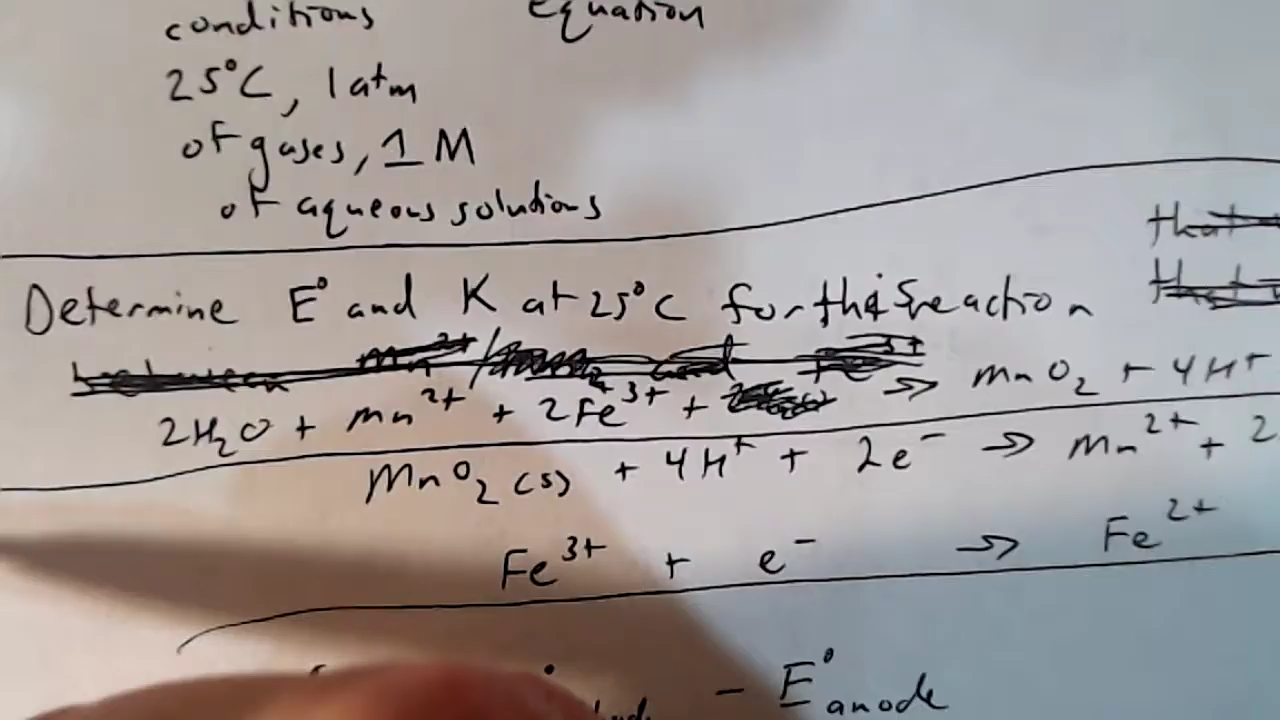 conditions Equation
25°C, 1 atm
of gases, 1 M
of aqueous solutions
Determine E° and K at 25°C for this reaction
2H₂O + Mn²⁺ + 2Fe³⁺ + → MnO₂ + 4H⁺
MnO₂(s) + 4H⁺ + 2e⁻ → Mn²⁺ + 2
Fe³⁺ + e⁻ → Fe²⁺
- E°anode